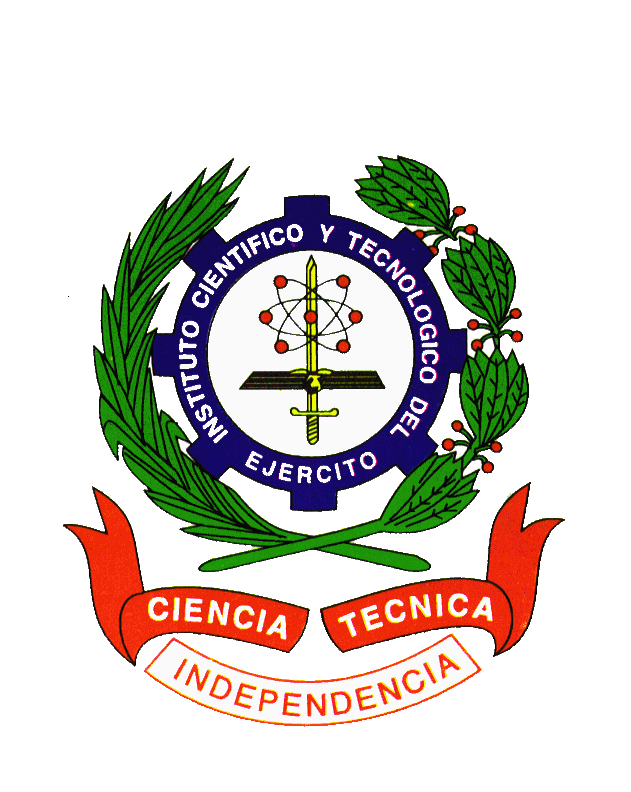 INSTITUTO CIENTIFICO Y TECNOLOGICO DEL
EJERCITO
CIENCIA TECNICA
INDEPENDENCIA